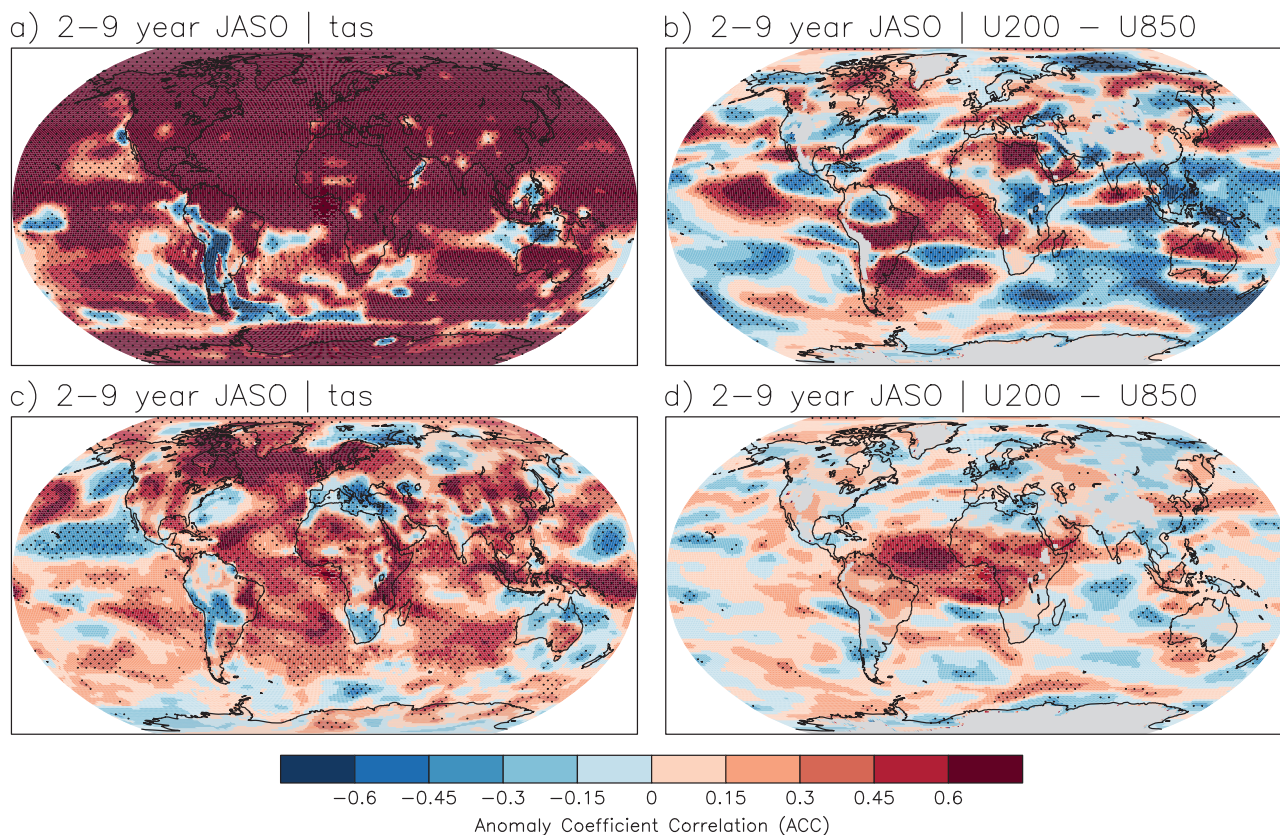 a) 2−9 year JASO | tas
b) 2−9 year JASO | U200 − U850
c) 2−9 year JASO | tas
d) 2−9 year JASO | U200 − U850
−0.6 −0.45 −0.3 −0.15 0 0.15 0.3 0.45 0.6
Anomaly Coefficient Correlation (ACC)